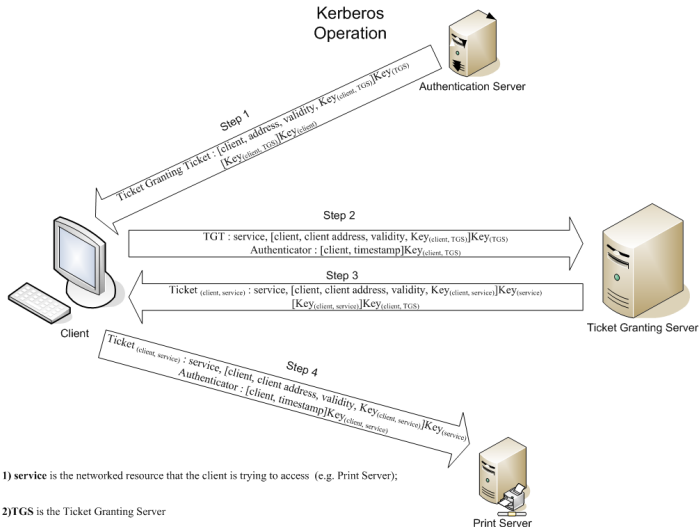 Kerberos
Operation
Authentication Server
Step 1
Ticket Granting Ticket : [client, address, validity, Key(client, TGS)]Key(TGS)
[Key(client, TGS)]Key(client)
Step 2
TGT : service, [client, client address, validity, Key(client, TGS)]Key(TGS)
Authenticator : [client, timestamp]Key(client, TGS)
Step 3
Ticket (client, service) : service, [client, client address, validity, Key(client, service)]Key(service)
[Key(client, service)]Key(client, TGS)
Client
Ticket Granting Server
Step 4
Ticket (client, service) : service, [client, client address, validity, Key(client, service)]Key(service)
Authenticator : [client, timestamp]Key(client, service)
1) service is the networked resource that the client is trying to access (e.g. Print Server);
2)TGS is the Ticket Granting Server
Print Server